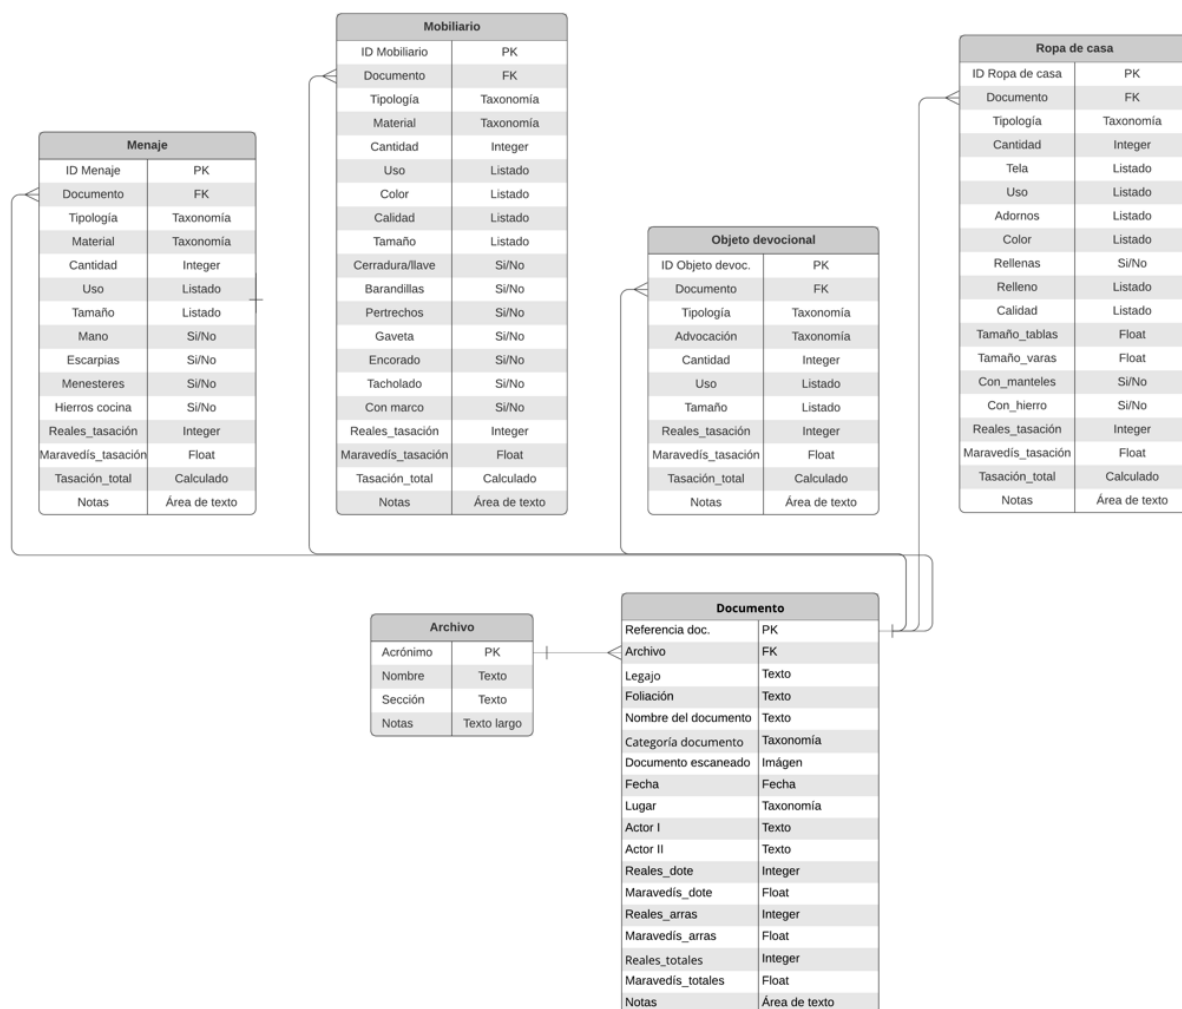 Mobiliario
ID Mobiliario PK
Documento FK
Tipología Taxonomía
Material Taxonomía
Cantidad Integer
Uso Listado
Color Listado
Calidad Listado
Tamaño Listado
Cerradura/llave Si/No
Barandillas Si/No
Pertrechos Si/No
Gaveta Si/No
Encorado Si/No
Tacholado Si/No
Con marco Si/No
Reales_tasación Integer
Maravedís_tasación Float
Tasación_total Calculado
Notas Área de texto
Ropa de casa
ID Ropa de casa PK
Documento FK
Tipología Taxonomía
Cantidad Integer
Tela Listado
Uso Listado
Adornos Listado
Color Listado
Rellenas Si/No
Relleno Listado
Calidad Listado
Tamaño_tablas Float
Tamaño_varas Float
Con_manteles Si/No
Con_hierro Si/No
Reales_tasación Integer
Maravedís_tasación Float
Tasación_total Calculado
Notas Área de texto
Menaje
ID Menaje PK
Documento FK
Tipología Taxonomía
Material Taxonomía
Cantidad Integer
Uso Listado
Tamaño Listado
Mano Si/No
Escarpias Si/No
Menesteres Si/No
Hierros cocina Si/No
Reales_tasación Integer
Maravedís_tasación Float
Tasación_total Calculado
Notas Área de texto
Objeto devocional
ID Objeto devoc. PK
Documento FK
Tipología Taxonomía
Advocación Taxonomía
Cantidad Integer
Uso Listado
Tamaño Listado
Reales_tasación Integer
Maravedís_tasación Float
Tasación_total Calculado
Notas Área de texto
Archivo
Acrónimo PK
Nombre Texto
Sección Texto
Notas Texto largo
Documento
Referencia doc. PK
Archivo FK
Legajo Texto
Foliación Texto
Nombre del documento Texto
Categoría documento Taxonomía
Documento escaneado Imágen
Fecha Fecha
Lugar Taxonomía
Actor I Texto
Actor II Texto
Reales_dote Integer
Maravedís_dote Float
Reales_arras Integer
Maravedís_arras Float
Reales_totales Integer
Maravedís_totales Float
Notas Área de texto